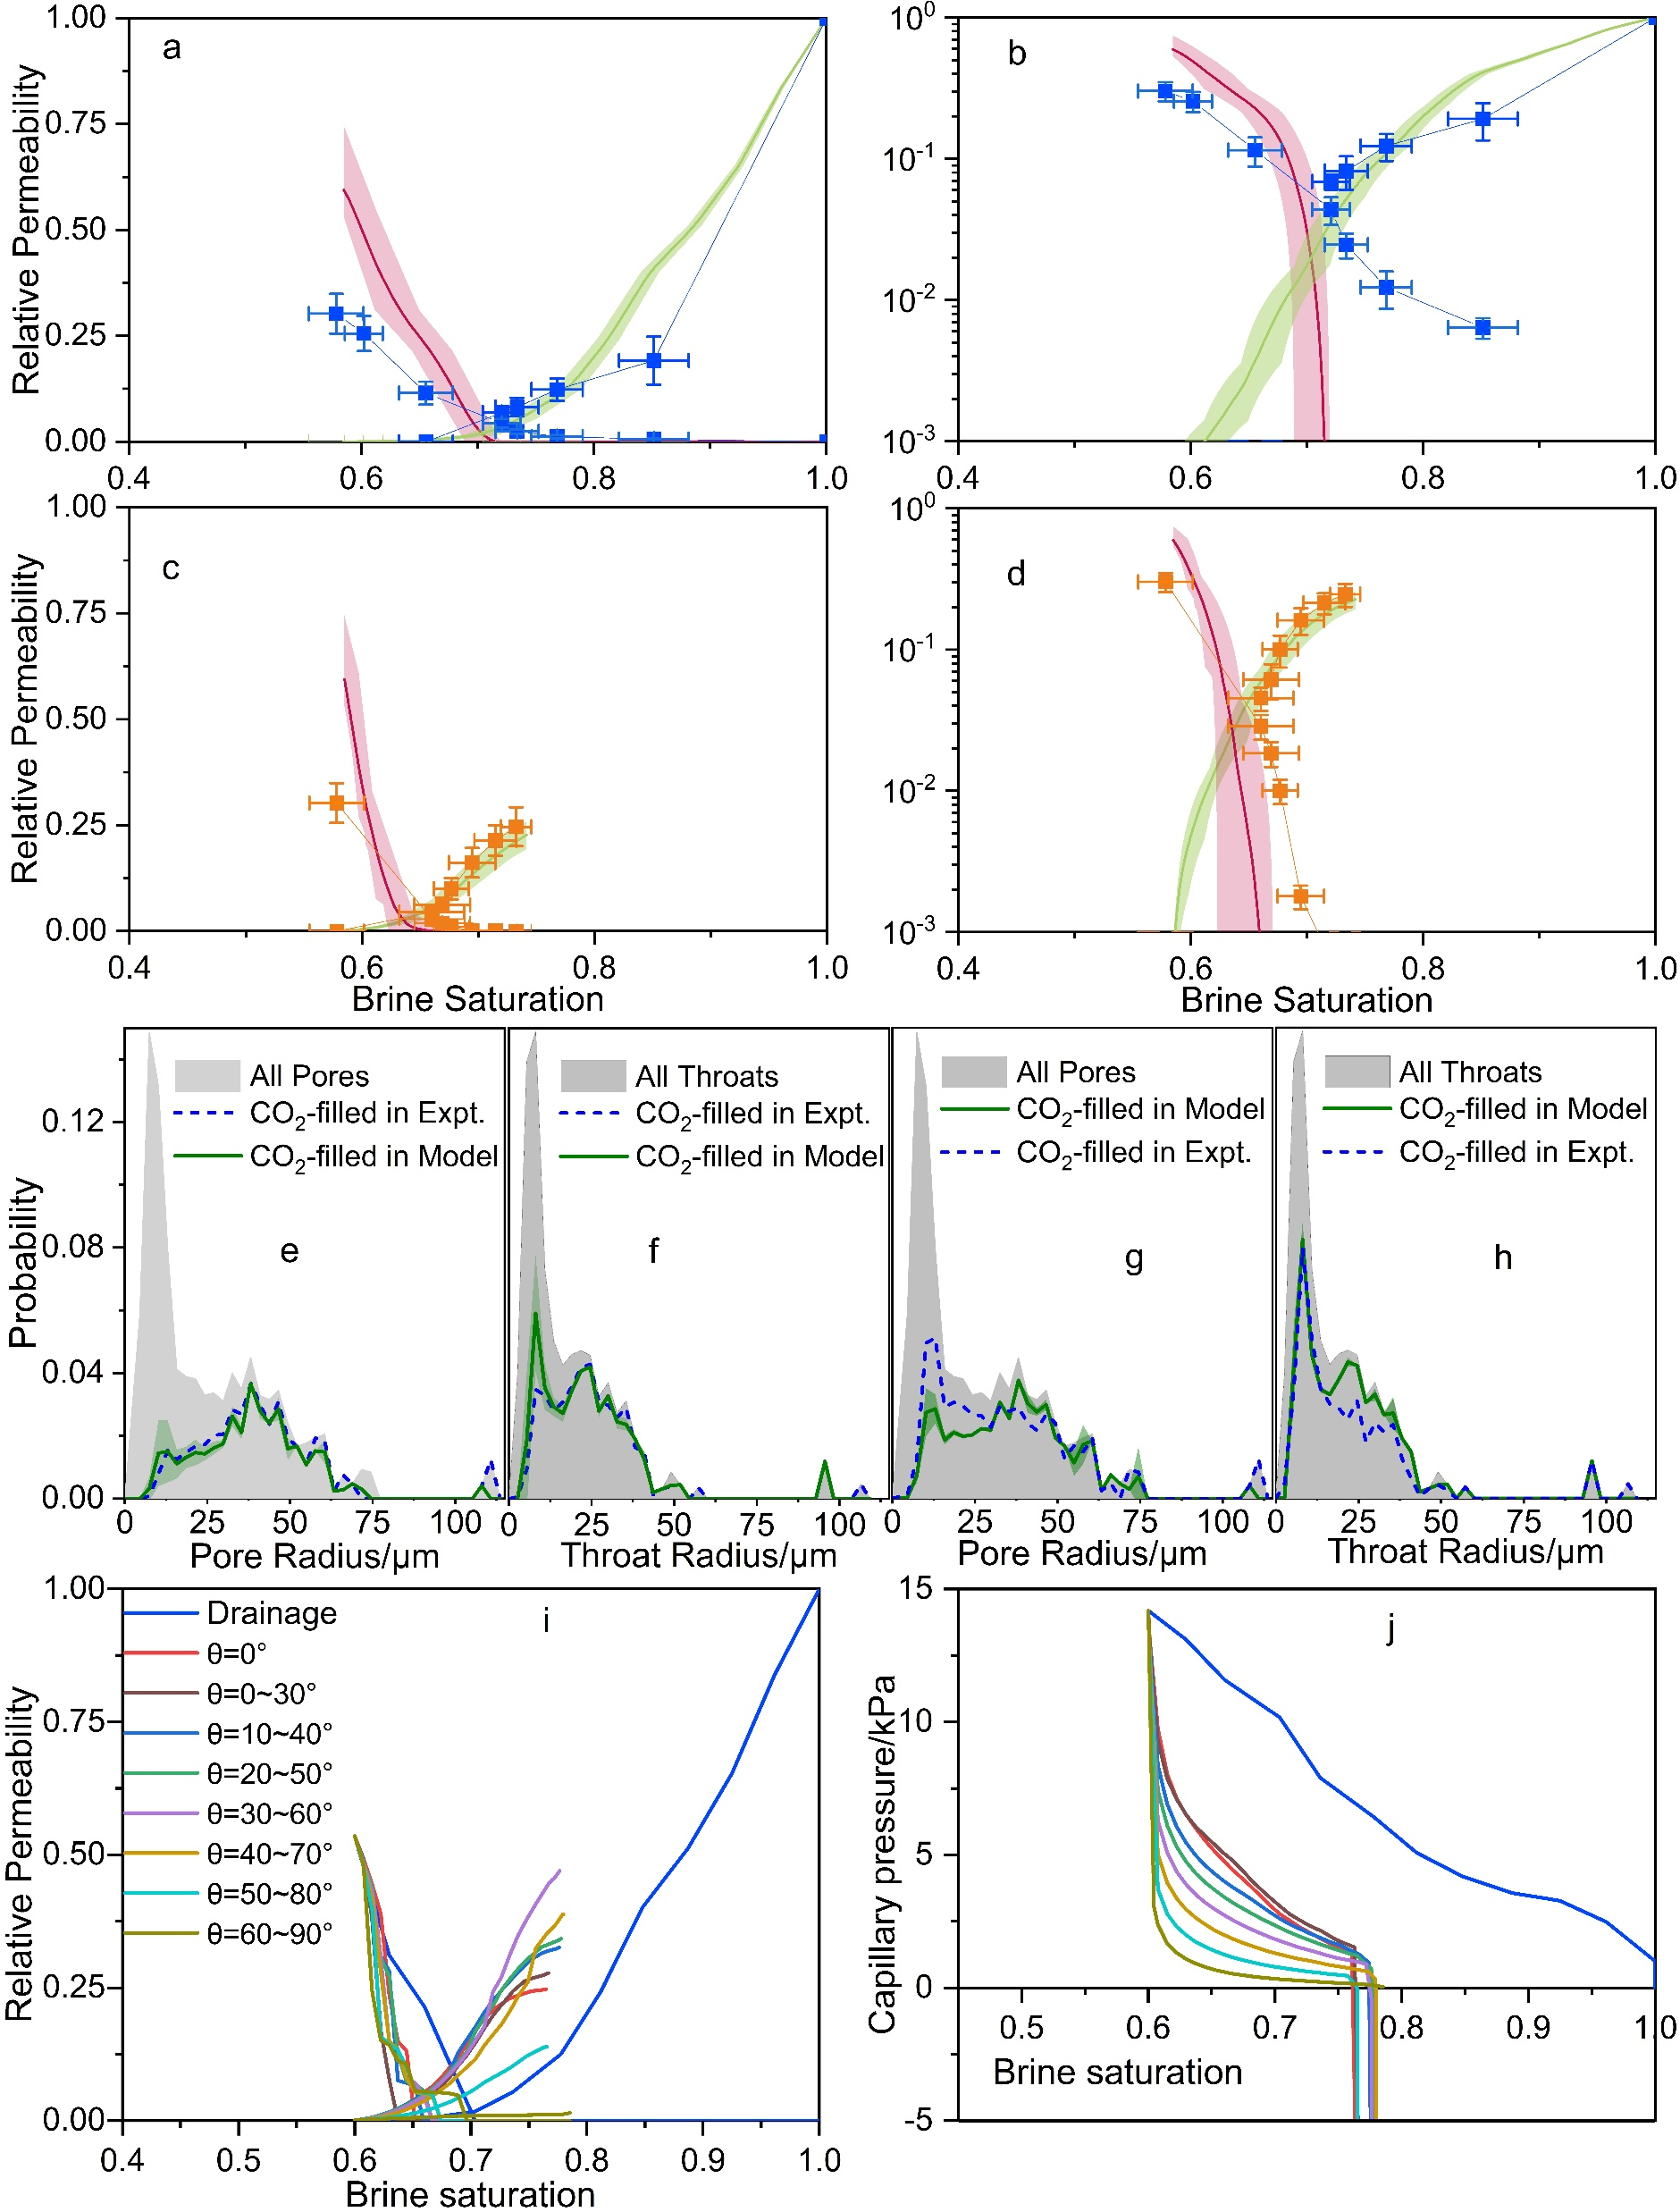 a
1.00
0.75
0.50
0.25
0.00
Relative Permeability
0.4 0.6 0.8 1.0
b
10⁰
10⁻¹
10⁻²
10⁻³
0.4 0.6 0.8 1.0
c
1.00
0.75
0.50
0.25
0.00
Relative Permeability
0.4 0.6 0.8 1.0
Brine Saturation
d
10⁰
10⁻¹
10⁻²
10⁻³
0.4 0.6 0.8 1.0
Brine Saturation
Probability
0.12
0.08
0.04
0.00
All Pores
CO₂-filled in Expt.
CO₂-filled in Model
e
0 25 50 75 100
Pore Radius/μm
All Throats
CO₂-filled in Expt.
CO₂-filled in Model
f
0 25 50 75 100
Throat Radius/μm
All Pores
CO₂-filled in Model
CO₂-filled in Expt.
g
0 25 50 75 100
Pore Radius/μm
All Throats
CO₂-filled in Model
CO₂-filled in Expt.
h
0 25 50 75 100
Throat Radius/μm
i
1.00
0.75
0.50
0.25
0.00
Relative Permeability
Drainage
θ=0°
θ=0~30°
θ=10~40°
θ=20~50°
θ=30~60°
θ=40~70°
θ=50~80°
θ=60~90°
0.4 0.5 0.6 0.7 0.8 0.9 1.0
Brine saturation
j
15
10
5
0
-5
Capillary pressure/kPa
0.5 0.6 0.7 0.8 0.9 1.0
Brine saturation